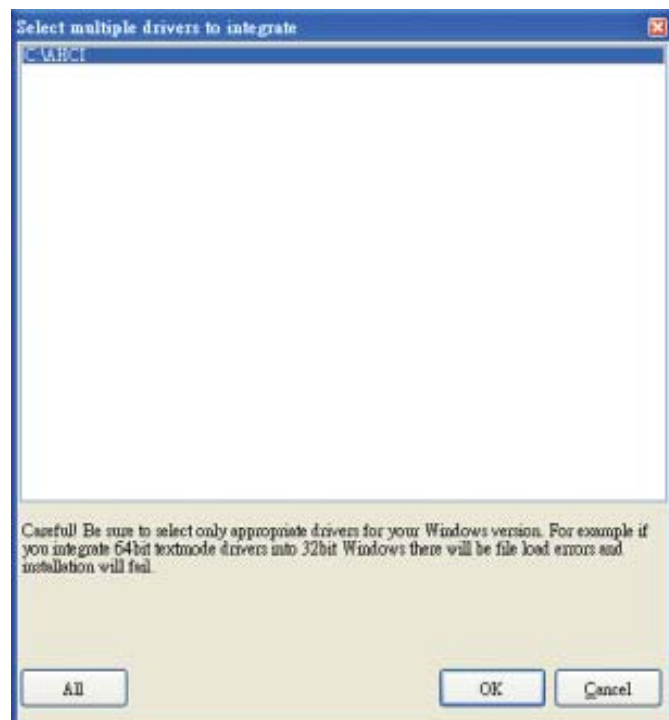 Select multiple drivers to integrate
C:\AHCI
Careful! Be sure to select only appropriate drivers for your Windows version. For example if
you integrate 64bit textmode drivers into 32bit Windows there will be file load errors and
installation will fail.
All
OK
Cancel